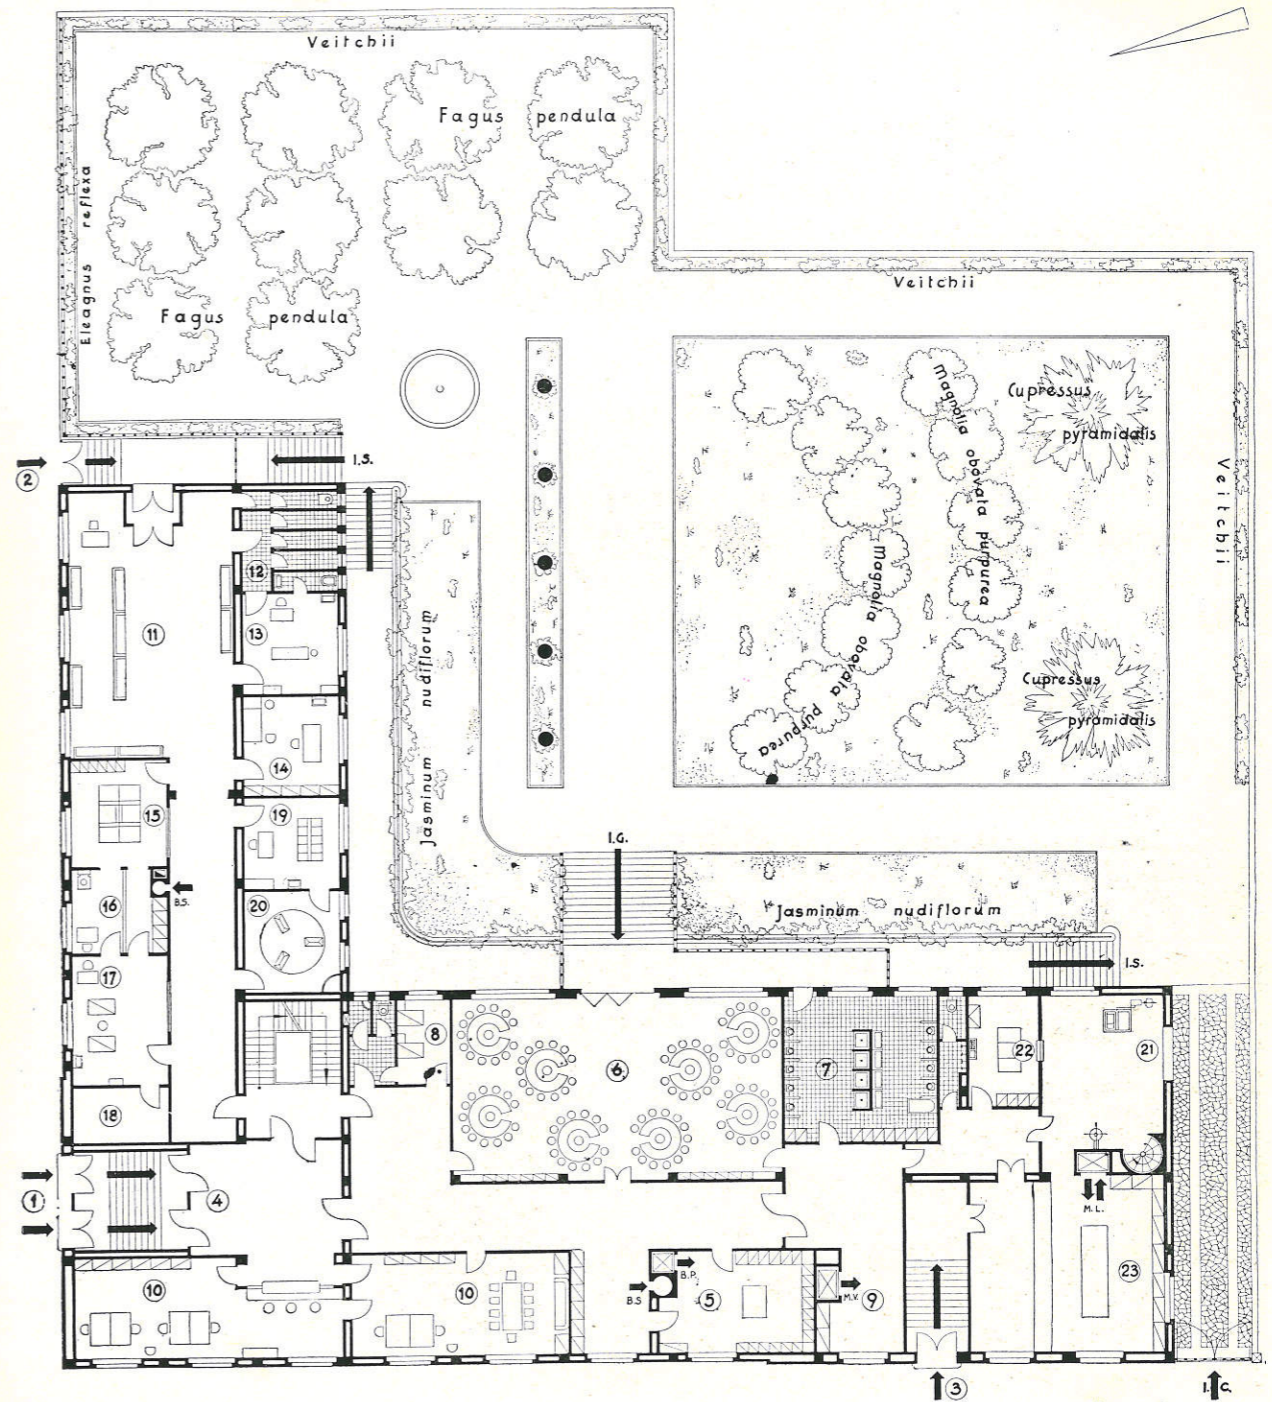 Veitchii
Fagus pendula
Eleagnus reflexa
Fagus pendula
Veitchii
Magnolia obovata purpurea
Cupressus
pyramidalis
2
I.S.
Veitchii
12
11
13
Jasminum nudiflorum
Magnolia obovata purpurea
Cupressus
pyramidalis
14
15
19
I.G.
16
B.S.
20
Jasminum nudiflorum
17
I.S.
8
6
7
22
21
18
1
4
M.L.
10
10
B.S
B.P.
5
M.V.
9
23
3
I.C.